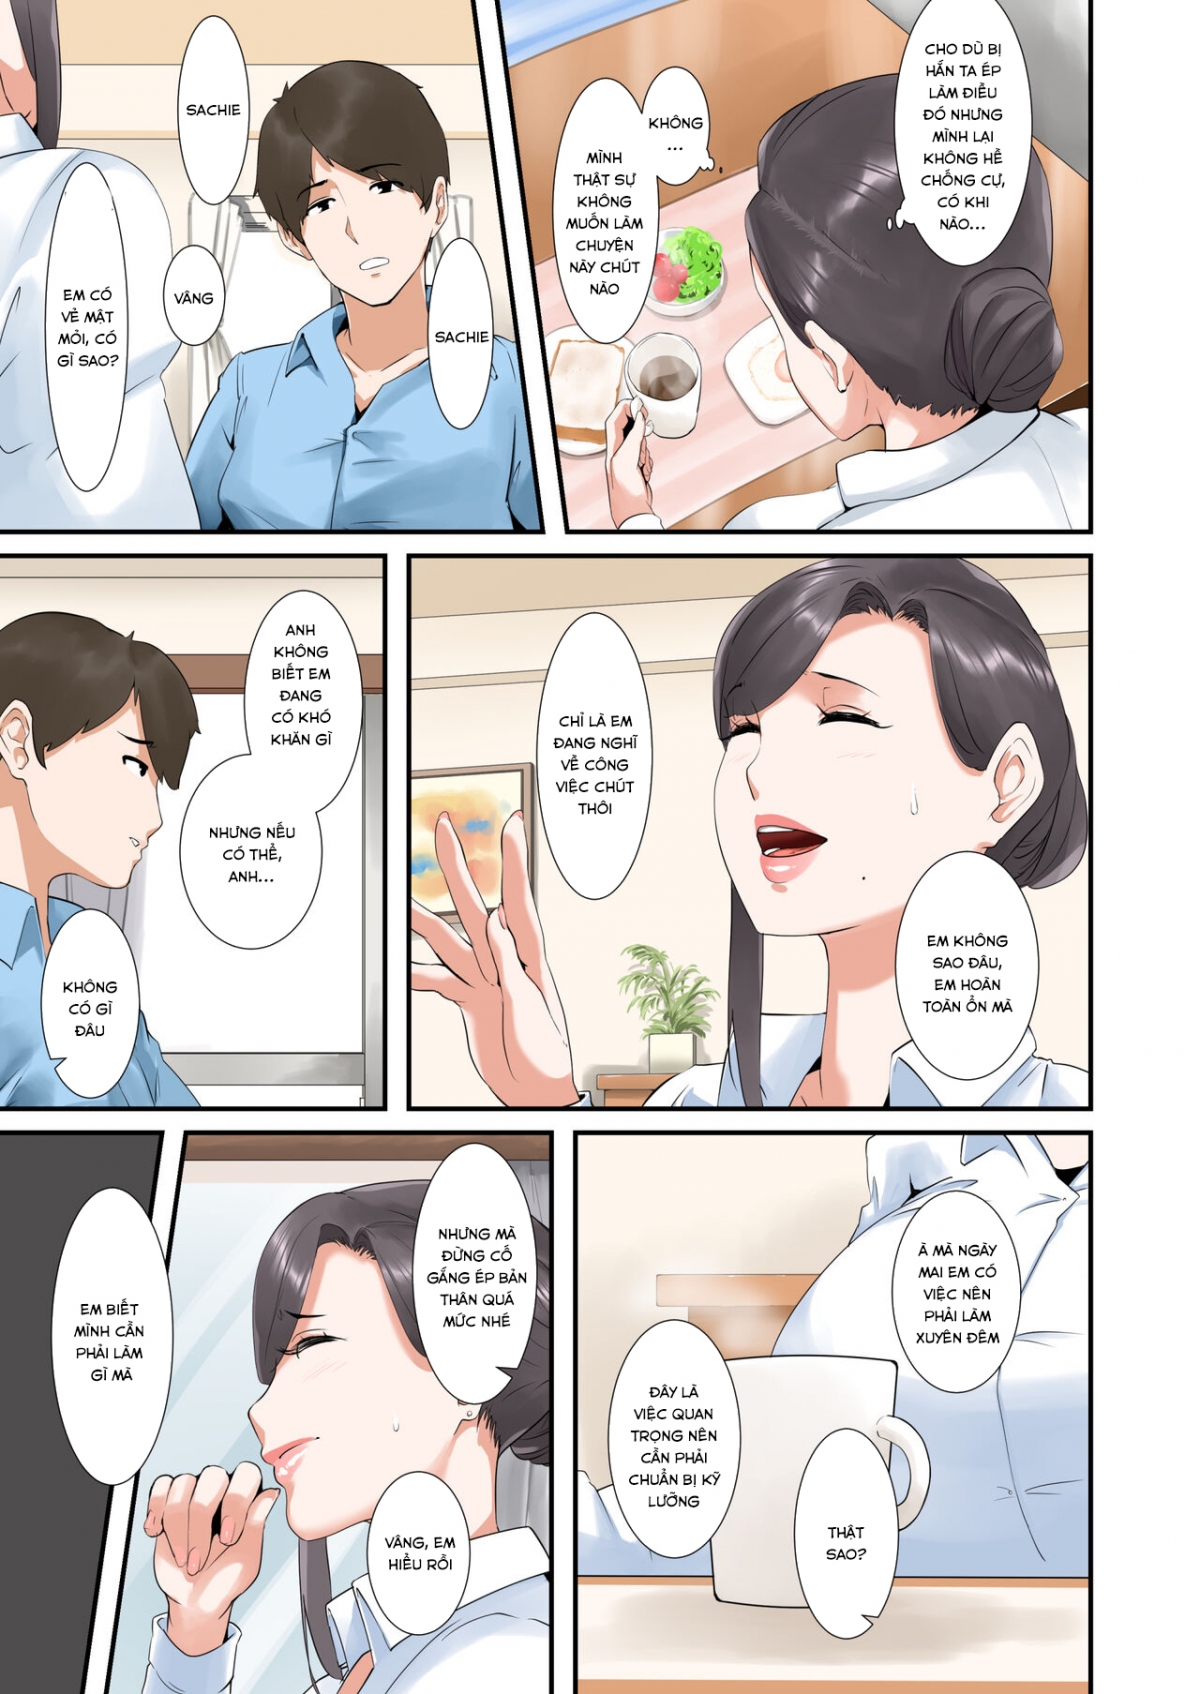 CHO DÙ BỊ
HẮN TA ÉP
LÀM ĐIỀU
ĐÓ NHƯNG
MÌNH LẠI
KHÔNG HỀ
CHỐNG CỰ,
CÓ KHI
NÀO...
KHÔNG
...
MÌNH
THẬT SỰ
KHÔNG
MUỐN LÀM
CHUYỆN
NÀY CHÚT
NÀO
SACHIE
SACHIE
VÂNG
EM CÓ
VẺ MẬT
MỎI, CÓ
GÌ SAO?
CHỈ LÀ EM
ĐANG NGHĨ
VỀ CÔNG
VIỆC CHÚT
THÔI
EM KHÔNG
SAO ĐÂU,
EM HOÀN
TOÀN ỔN MÀ
ANH
KHÔNG
BIẾT EM
ĐANG
CÓ KHÓ
KHĂN GÌ
NHƯNG NẾU
CÓ THỂ,
ANH...
KHÔNG
CÓ GÌ
ĐÂU
À MÀ NGÀY
MAI EM CÓ
VIỆC NÊN
PHẢI LÀM
XUYÊN ĐÊM
THẬT
SAO?
ĐÂY LÀ
VIỆC QUAN
TRỌNG NÊN
CẦN PHẢI
CHUẨN BỊ KỸ
LƯỠNG
NHƯNG MÀ
ĐỪNG CỐ
GẮNG ÉP BẢN
THÂN QUÁ
MỨC NHÉ
VÂNG, EM
HIỂU RỒI
EM BIẾT
MÌNH CẦN
PHẢI LÀM
GÌ MÀ